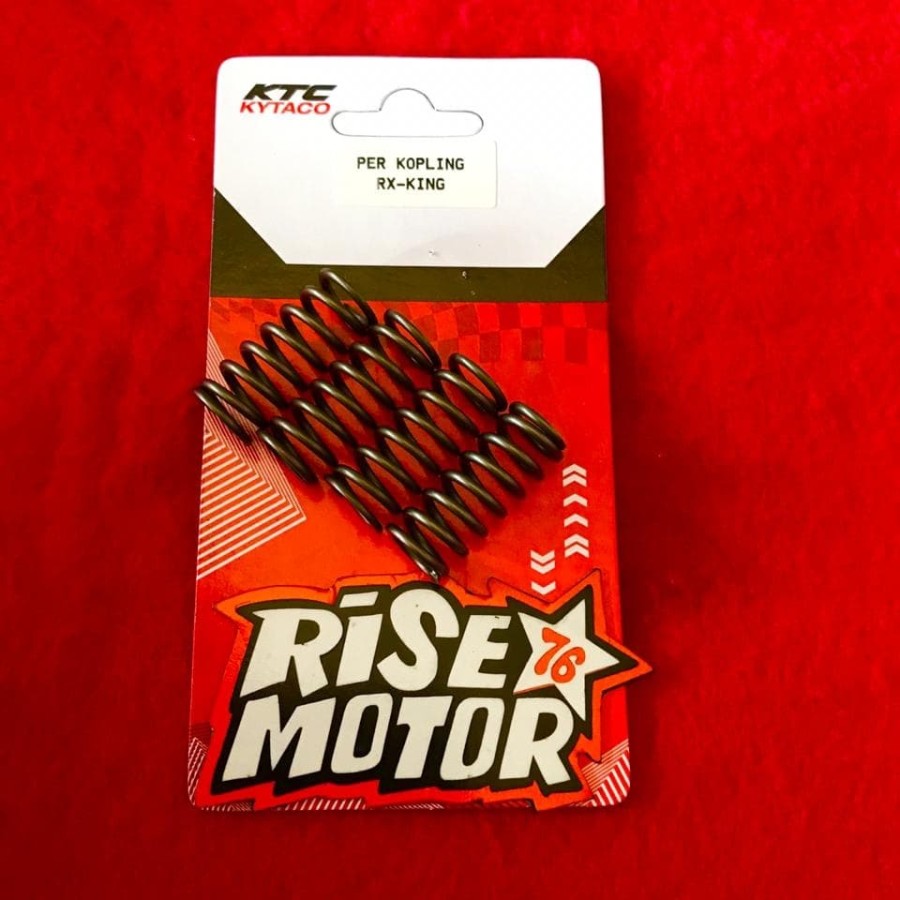 KTC
KYTACO
PER KOPLING
RX-KING
RiSE
76
MOTOR